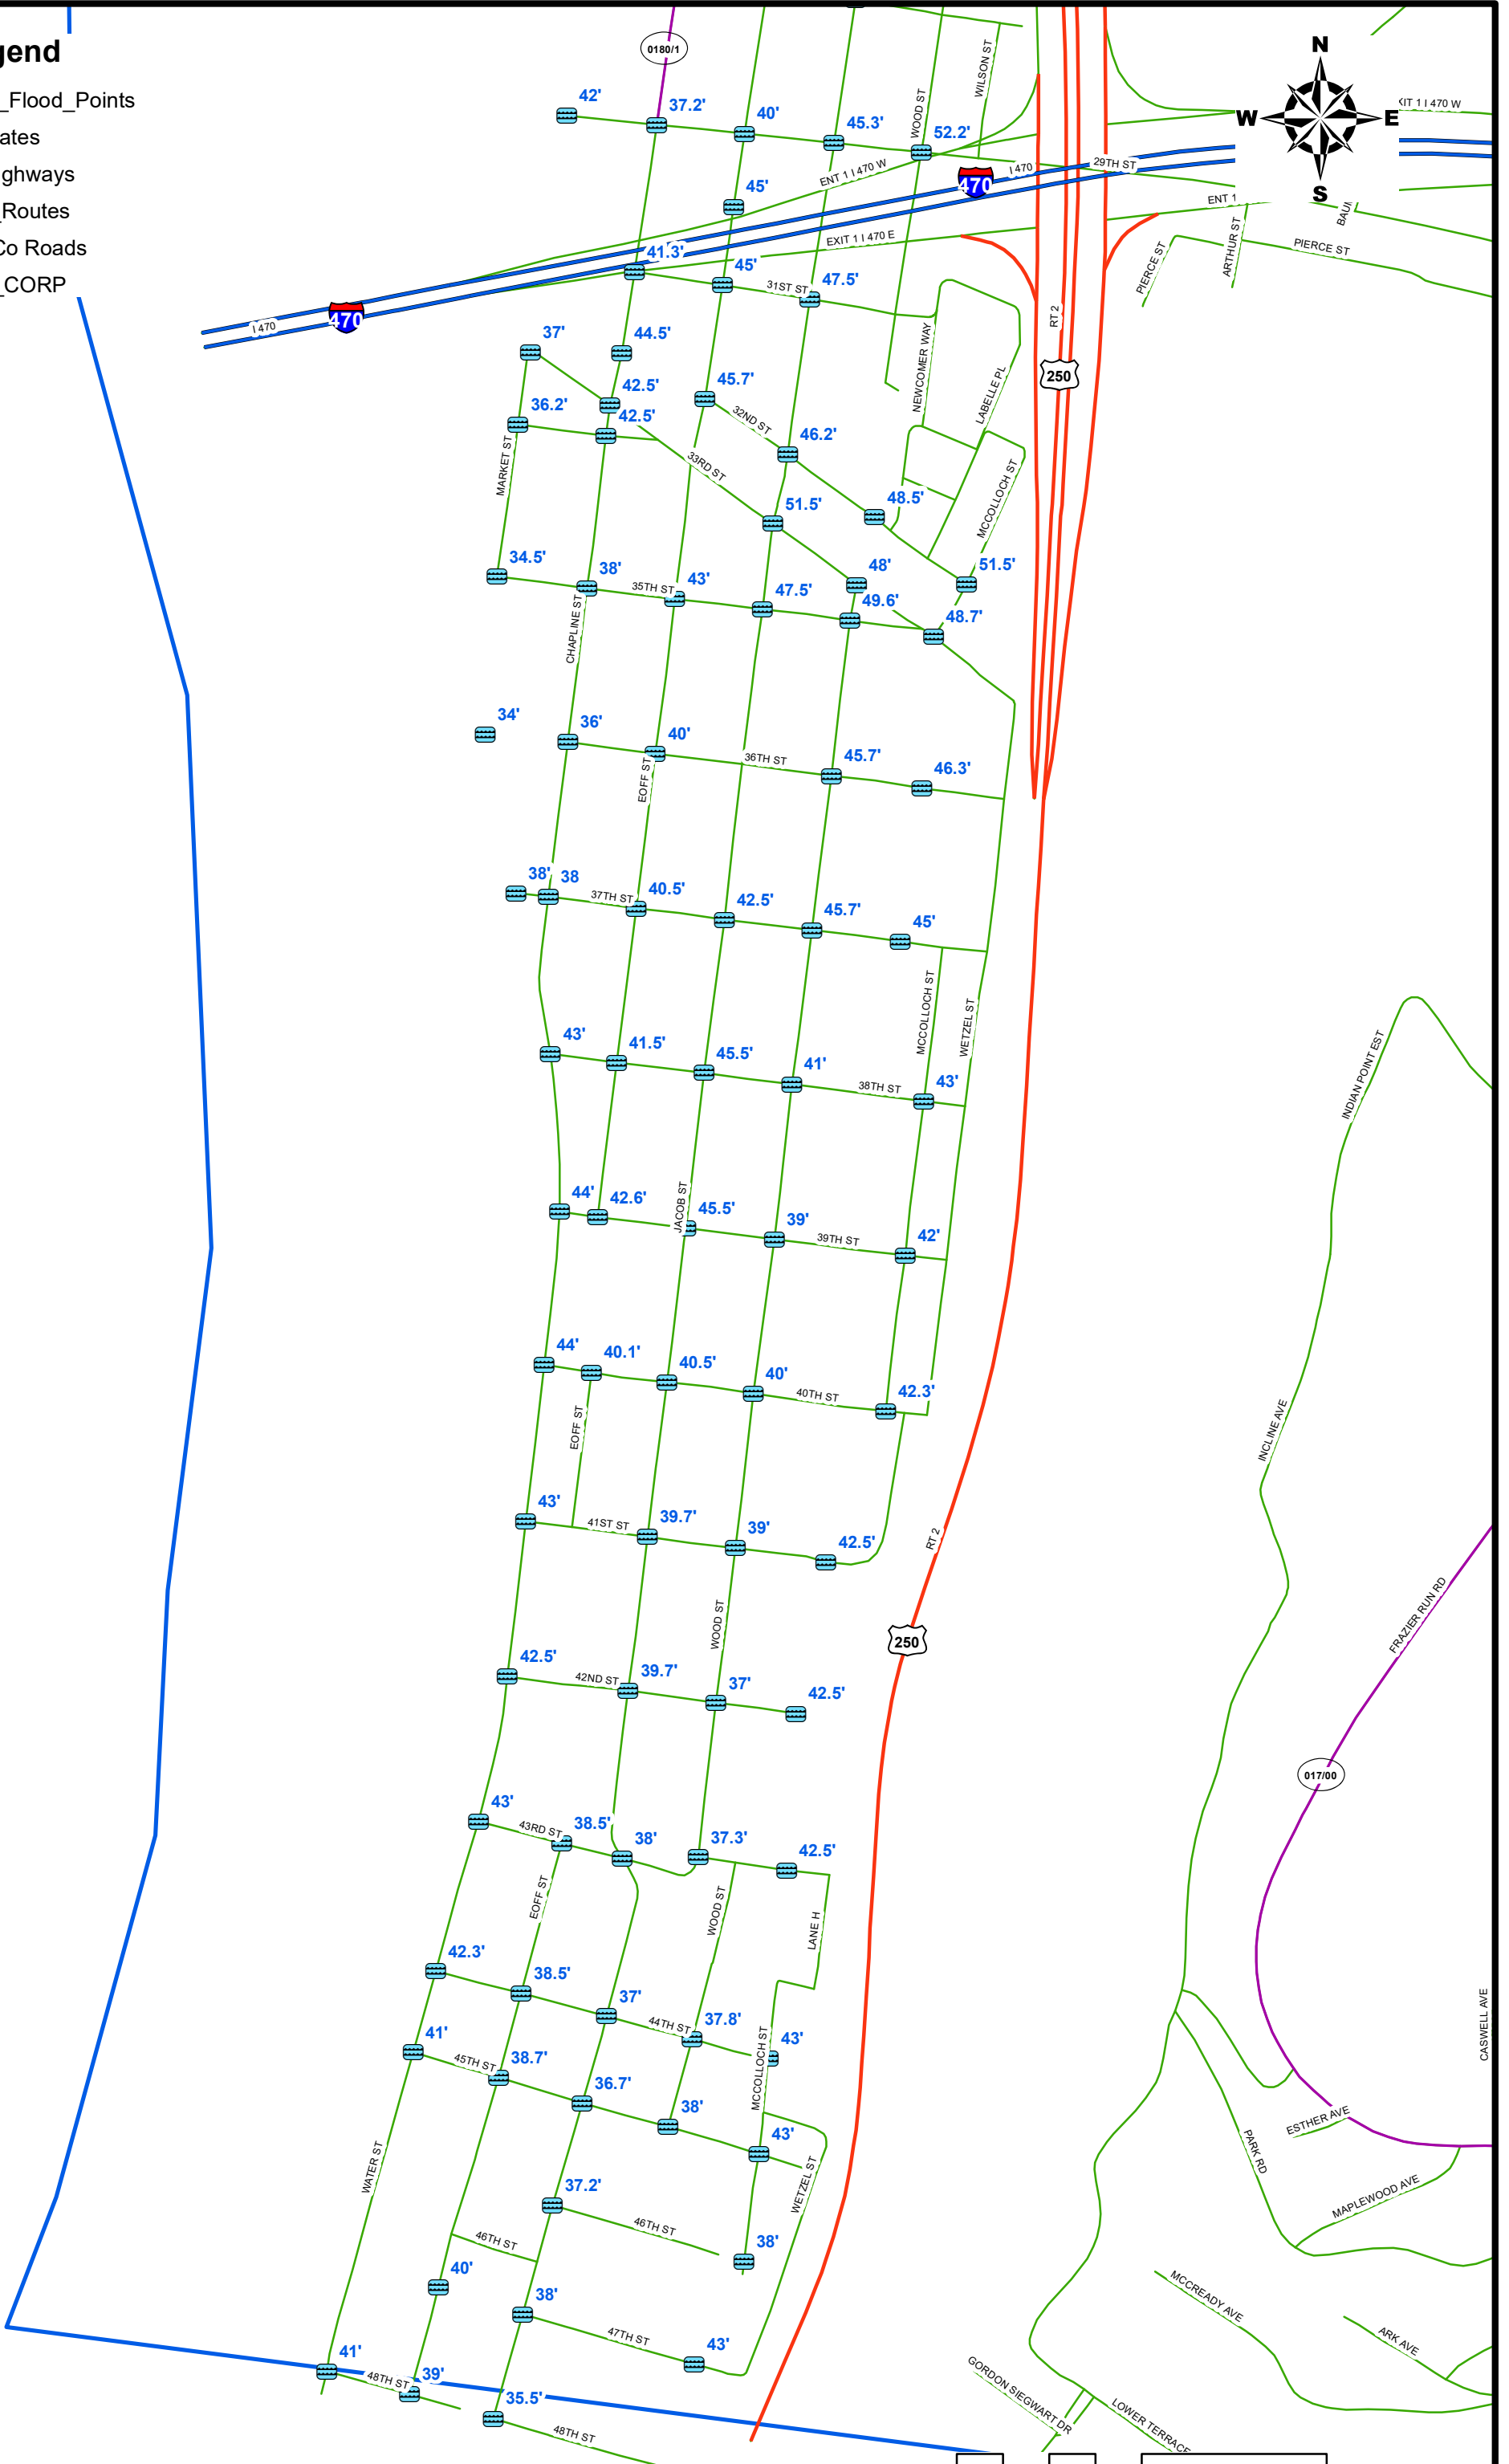 gend
_Flood_Points
ates
ghways
_Routes
Co Roads
_CORP
0180/1
WILSON ST
N
42'
37.2'
40'
45.3'
WOOD ST
52.2'
XIT 1 I 470 W
W
E
ENT 1 I 470 W
I 470
470
29TH ST
S
45'
ENT 1
41.3'
EXIT 1 I 470 E
ARTHUR ST
PIERCE ST
PIERCE ST
45'
31ST ST
47.5'
I 470
470
RT 2
37'
44.5'
250
NEWCOMER WAY
LABELLE PL
42.5'
45.7'
36.2'
42.5'
32ND ST
46.2'
MARKET ST
33RD ST
48.5'
MCCOLLOCH ST
51.5'
34.5'
38'
35TH ST
43'
47.5'
48'
51.5'
49.6'
48.7'
CHAPLINE ST
34'
36'
40'
36TH ST
45.7'
46.3'
EOFF ST
38'
38
37TH ST
40.5'
42.5'
45.7'
45'
MCCOLLOCH ST
WETZEL ST
43'
41.5'
45.5'
41'
38TH ST
43'
INDIAN POINT EST
44'
42.6'
JACOB ST
45.5'
39'
39TH ST
42'
44'
40.1'
40.5'
40'
40TH ST
42.3'
EOFF ST
INCLINE AVE
43'
41ST ST
39.7'
39'
42.5'
RT 2
WOOD ST
FRAZIER RUN RD
250
42.5'
42ND ST
39.7'
37'
42.5'
017/00
43'
43RD ST
38.5'
38'
37.3'
42.5'
EOFF ST
WOOD ST
LANE H
42.3'
38.5'
37'
44TH ST
37.8'
43'
CASWELL AVE
41'
45TH ST
38.7'
36.7'
38'
MCCOLLOCH ST
43'
ESTHER AVE
PARK RD
WATER ST
WETZEL ST
37.2'
46TH ST
46TH ST
38'
MAPLEWOOD AVE
40'
38'
47TH ST
43'
MCCREADY AVE
ARK AVE
41'
48TH ST
39'
35.5'
48TH ST
GORDON SIEGWART DR
LOWER TERRACE